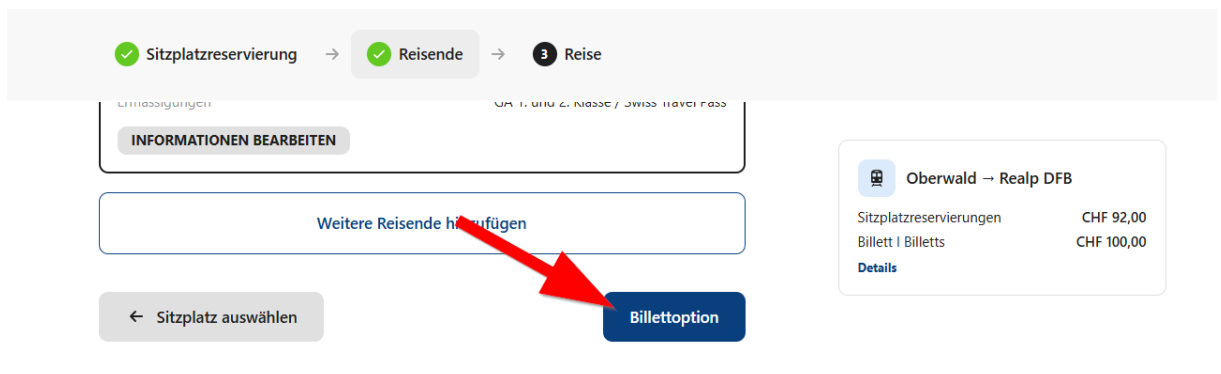 Sitzplatzreservierung → Reisende → 3 Reise
Ermässigungen GA 1. und 2. Klasse / Swiss Travel Pass
INFORMATIONEN BEARBEITEN
Weitere Reisende hinzufügen
← Sitzplatz auswählen
Billettoption
Oberwald → Realp DFB
Sitzplatzreservierungen CHF 92,00
Billett | Billetts CHF 100,00
Details